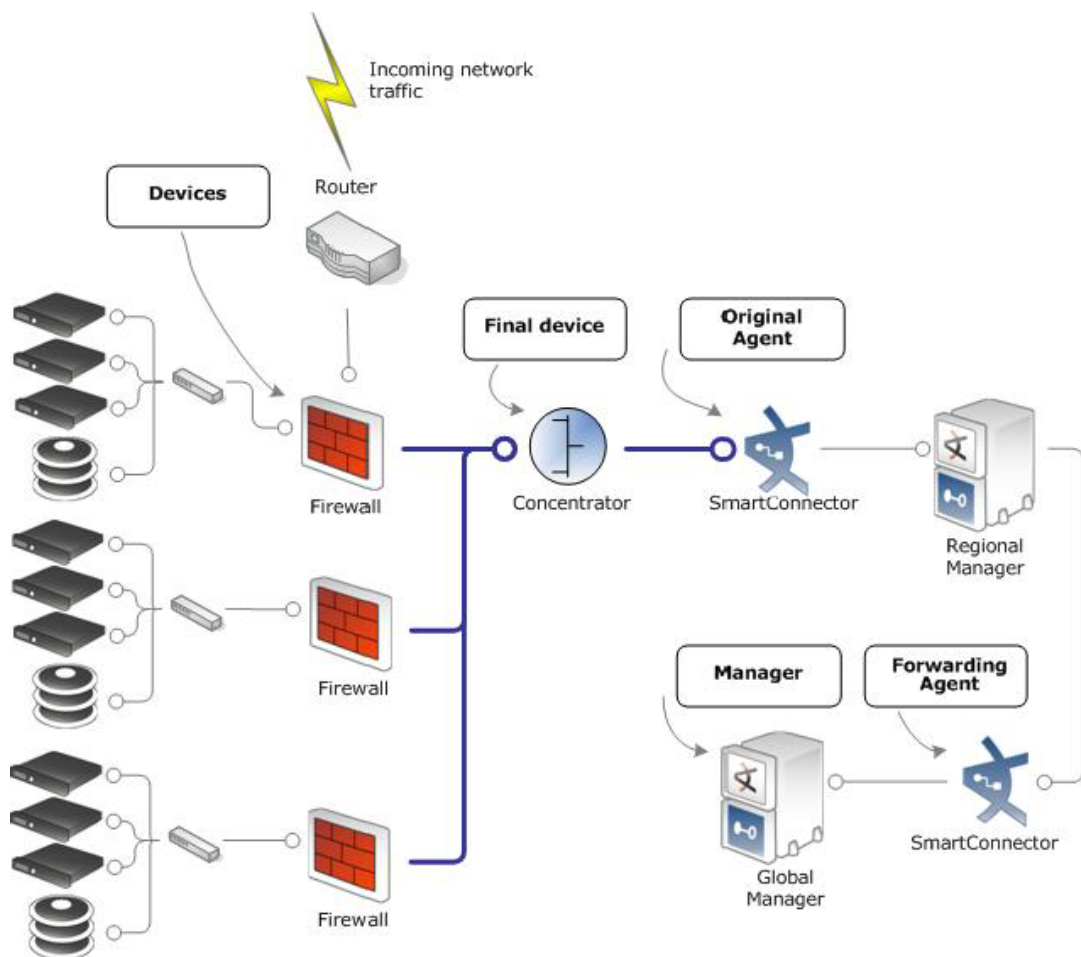 Incoming network
traffic
Devices
Router
Final device
Original
Agent
Firewall
Concentrator
SmartConnector
Regional
Manager
Firewall
Manager
Forwarding
Agent
SmartConnector
Global
Manager
Firewall